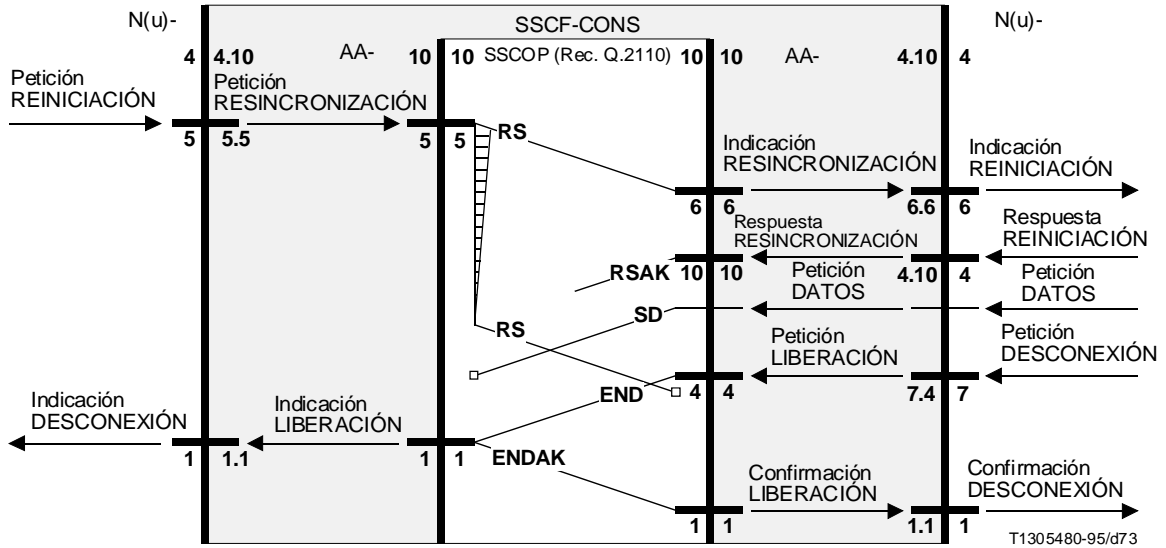 N(u)-
SSCF-CONS
N(u)-
4 4.10 AA- 10 10 SSCOP (Rec. Q.2110) 10 10 AA- 4.10 4
Petición
REINICIACIÓN
Petición
RESINCRONIZACIÓN
5 5.5 5 5
RS
Indicación
RESINCRONIZACIÓN
Indicación
REINICIACIÓN
6 6 6.6 6
Respuesta
RESINCRONIZACIÓN
Respuesta
REINICIACIÓN
RSAK
10 10 4.10 4
Petición
DATOS
Petición
DATOS
SD
RS
Petición
LIBERACIÓN
Petición
DESCONEXIÓN
END
4 4 7.4 7
Indicación
DESCONEXIÓN
Indicación
LIBERACIÓN
1 1.1 1 1
ENDAK
Confirmación
LIBERACIÓN
Confirmación
DESCONEXIÓN
1 1 1.1 1
T1305480-95/d73